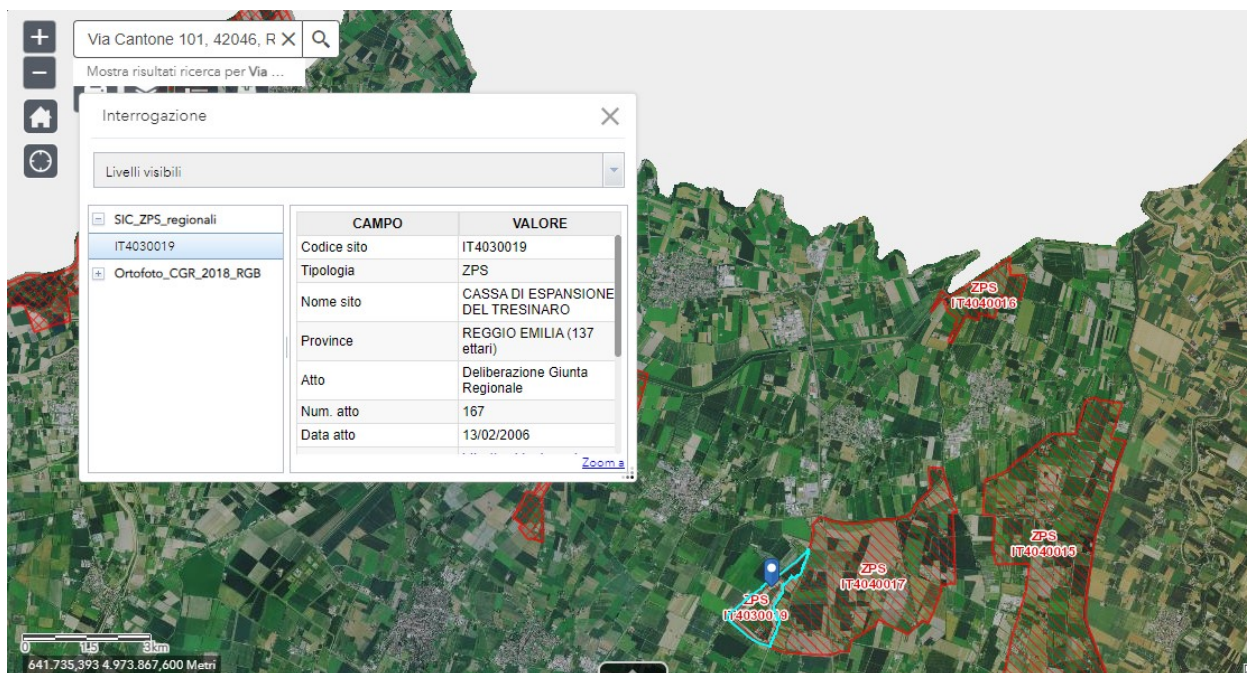 +
Via Cantone 101, 42046, R
−
Mostra risultati ricerca per Via ...
Interrogazione
Livelli visibili
SIC_ZPS_regionali
IT4030019
Ortofoto_CGR_2018_RGB
CAMPO VALORE
Codice sito IT4030019
Tipologia ZPS
Nome sito CASSA DI ESPANSIONE
DEL TRESINARO
Province REGGIO EMILIA (137
ettari)
Atto Deliberazione Giunta
Regionale
Num. atto 167
Data atto 13/02/2006
Zoom a
ZPS
IT4040016
ZPS
IT4040015
ZPS
IT4040017
ZPS
IT4030019
0 1.5 3km
641.735,393 4.973.867,600 Metri